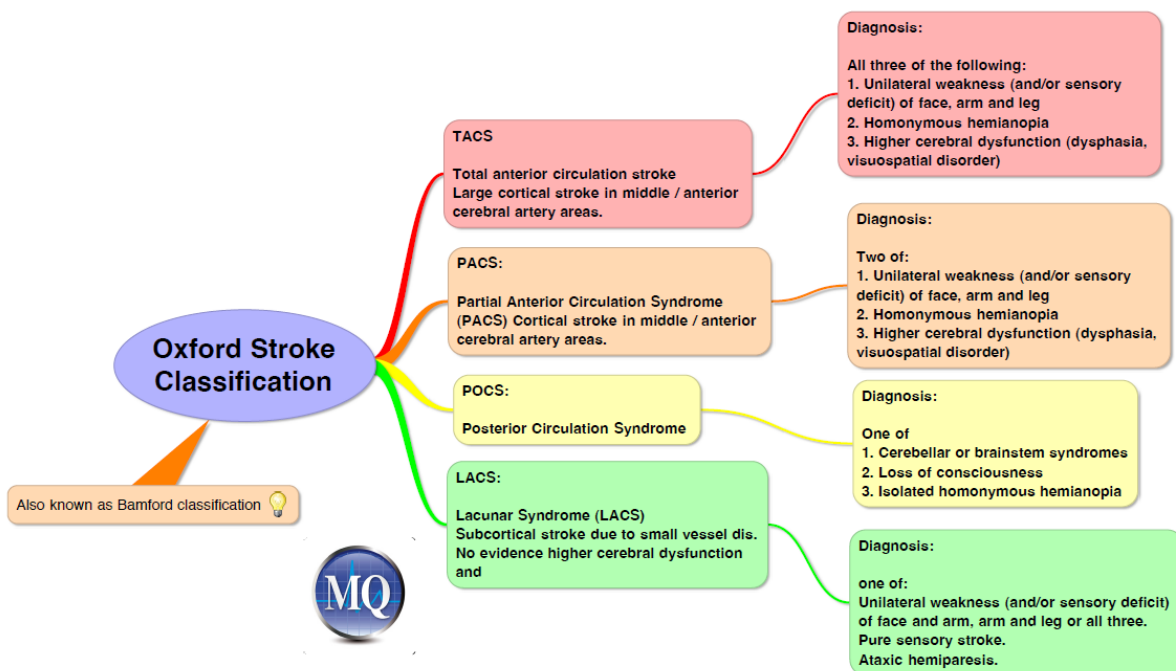 Oxford Stroke
Classification
Also known as Bamford classification
TACS
Total anterior circulation stroke
Large cortical stroke in middle / anterior
cerebral artery areas.
Diagnosis:
All three of the following:
1. Unilateral weakness (and/or sensory
deficit) of face, arm and leg
2. Homonymous hemianopia
3. Higher cerebral dysfunction (dysphasia,
visuospatial disorder)
PACS:
Partial Anterior Circulation Syndrome
(PACS) Cortical stroke in middle / anterior
cerebral artery areas.
Diagnosis:
Two of:
1. Unilateral weakness (and/or sensory
deficit) of face, arm and leg
2. Homonymous hemianopia
3. Higher cerebral dysfunction (dysphasia,
visuospatial disorder)
POCS:
Posterior Circulation Syndrome
Diagnosis:
One of
1. Cerebellar or brainstem syndromes
2. Loss of consciousness
3. Isolated homonymous hemianopia
LACS:
Lacunar Syndrome (LACS)
Subcortical stroke due to small vessel dis.
No evidence higher cerebral dysfunction
and
Diagnosis:
one of:
Unilateral weakness (and/or sensory deficit)
of face and arm, arm and leg or all three.
Pure sensory stroke.
Ataxic hemiparesis.
MQ